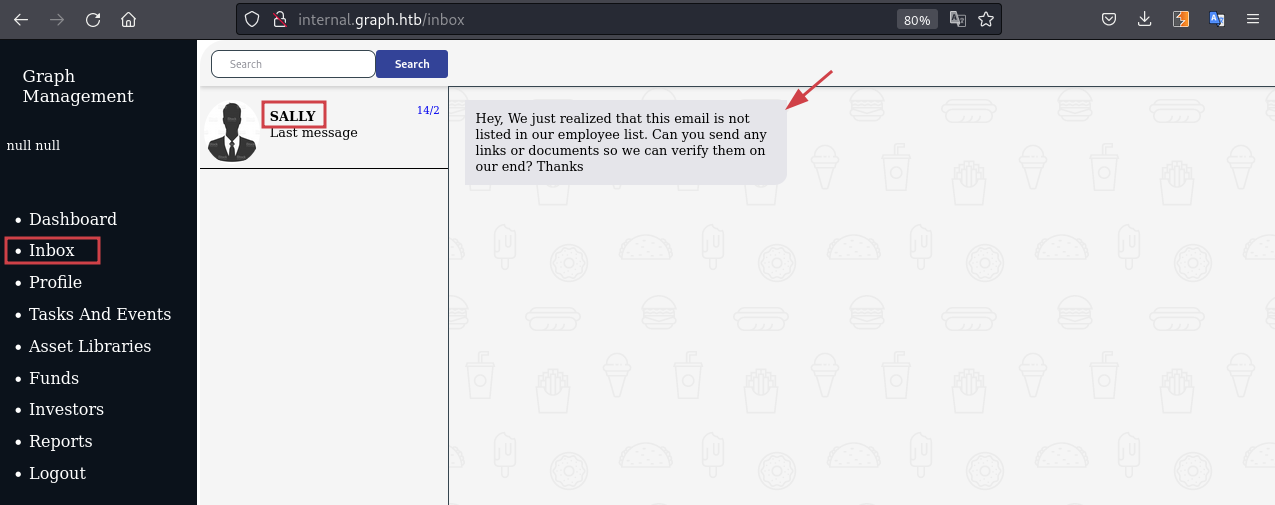 internal.graph.htb/inbox
80%
Graph
Management
null null
Dashboard
Inbox
Profile
Tasks And Events
Asset Libraries
Funds
Investors
Reports
Logout
Search
Search
SALLY
14/2
Last message
Hey, We just realized that this email is not
listed in our employee list. Can you send any
links or documents so we can verify them on
our end? Thanks